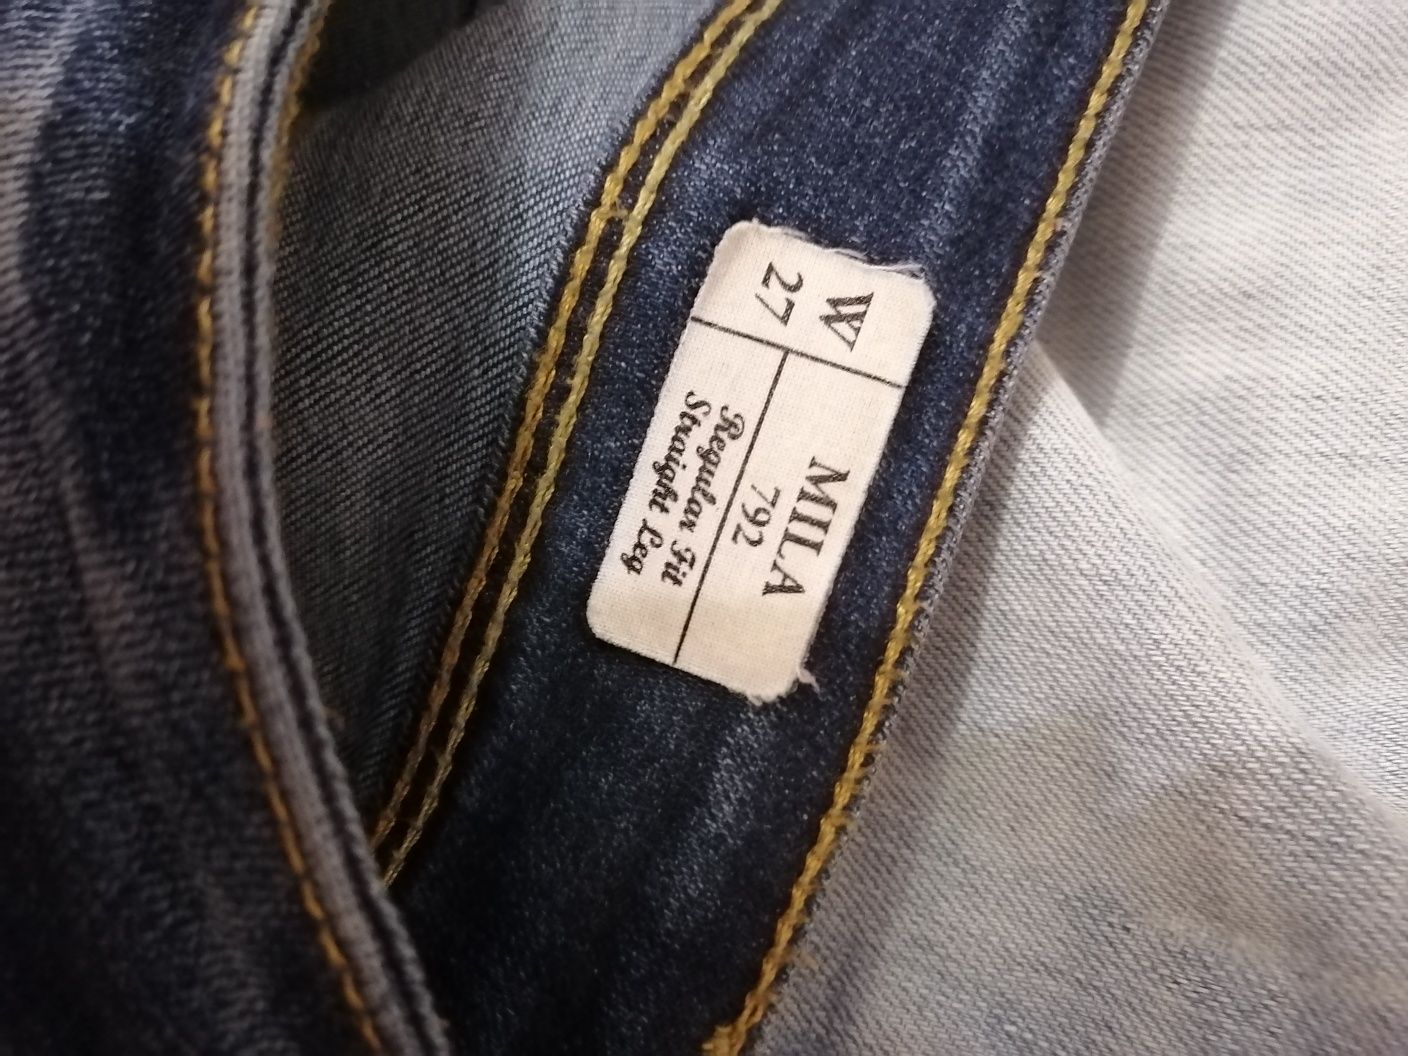 W
27
MILA
792
Regular Fit
Straight Leg